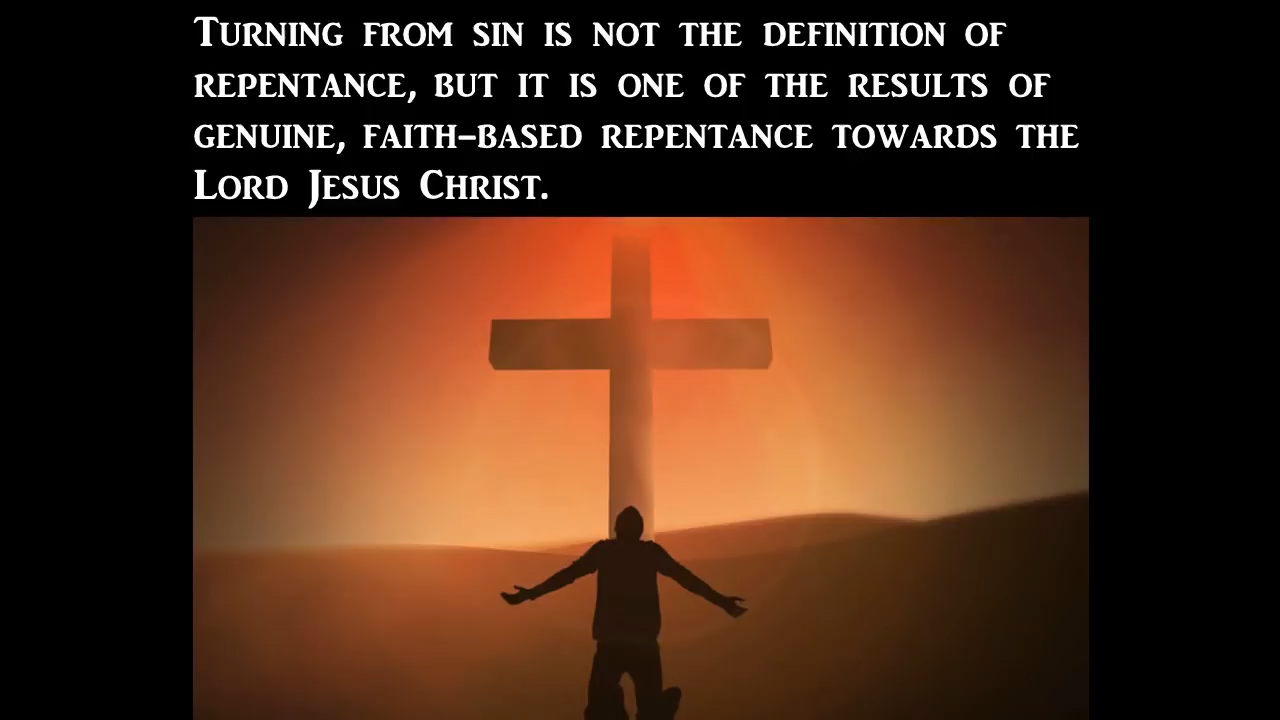 Turning from sin is not the definition of
repentance, but it is one of the results of
genuine, faith-based repentance towards the
Lord Jesus Christ.